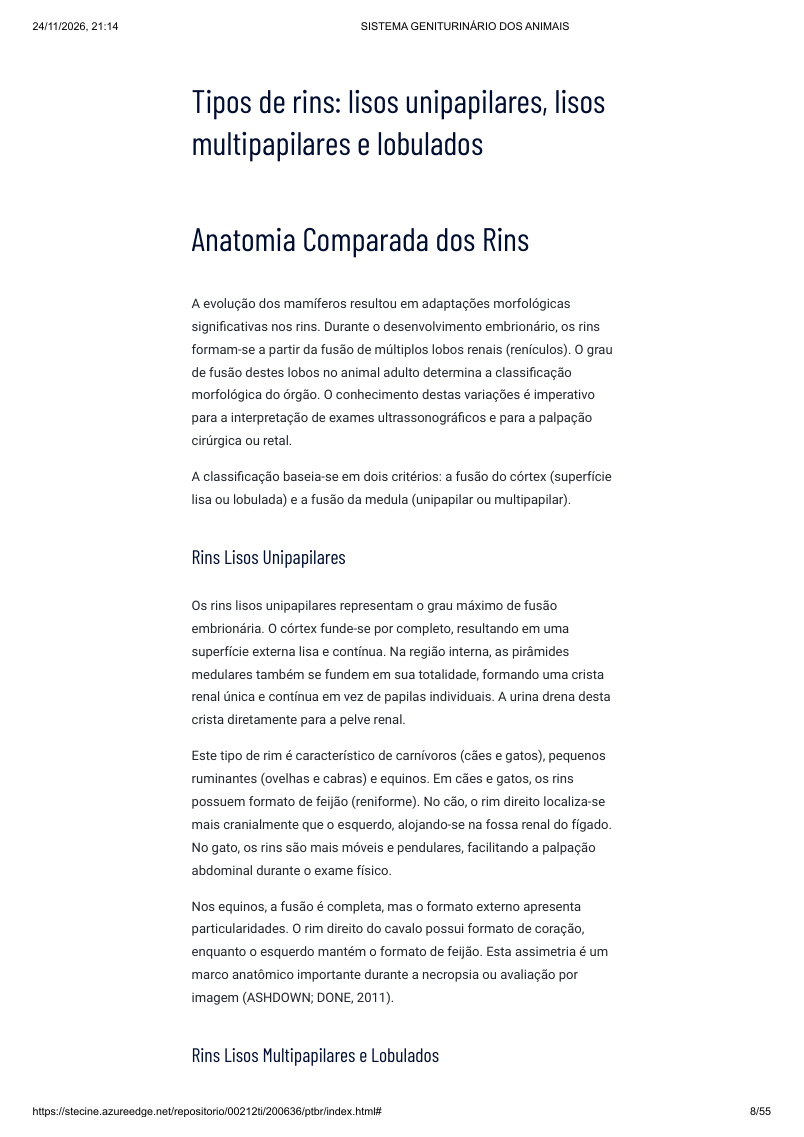 24/11/2026, 21:14 SISTEMA GENITURINÁRIO DOS ANIMAIS
Tipos de rins: lisos unipapilares, lisos
multipapilares e lobulados
Anatomia Comparada dos Rins
A evolução dos mamíferos resultou em adaptações morfológicas
significativas nos rins. Durante o desenvolvimento embrionário, os rins
formam-se a partir da fusão de múltiplos lobos renais (renículos). O grau
de fusão destes lobos no animal adulto determina a classificação
morfológica do órgão. O conhecimento destas variações é imperativo
para a interpretação de exames ultrassonográficos e para a palpação
cirúrgica ou retal.
A classificação baseia-se em dois critérios: a fusão do córtex (superfície
lisa ou lobulada) e a fusão da medula (unipapilar ou multipapilar).
Rins Lisos Unipapilares
Os rins lisos unipapilares representam o grau máximo de fusão
embrionária. O córtex funde-se por completo, resultando em uma
superfície externa lisa e contínua. Na região interna, as pirâmides
medulares também se fundem em sua totalidade, formando uma crista
renal única e contínua em vez de papilas individuais. A urina drena desta
crista diretamente para a pelve renal.
Este tipo de rim é característico de carnívoros (cães e gatos), pequenos
ruminantes (ovelhas e cabras) e equinos. Em cães e gatos, os rins
possuem formato de feijão (reniforme). No cão, o rim direito localiza-se
mais cranialmente que o esquerdo, alojando-se na fossa renal do fígado.
No gato, os rins são mais móveis e pendulares, facilitando a palpação
abdominal durante o exame físico.
Nos equinos, a fusão é completa, mas o formato externo apresenta
particularidades. O rim direito do cavalo possui formato de coração,
enquanto o esquerdo mantém o formato de feijão. Esta assimetria é um
marco anatômico importante durante a necropsia ou avaliação por
imagem (ASHDOWN; DONE, 2011).
Rins Lisos Multipapilares e Lobulados
https://stecine.azureedge.net/repositorio/00212ti/200636/ptbr/index.html# 8/55